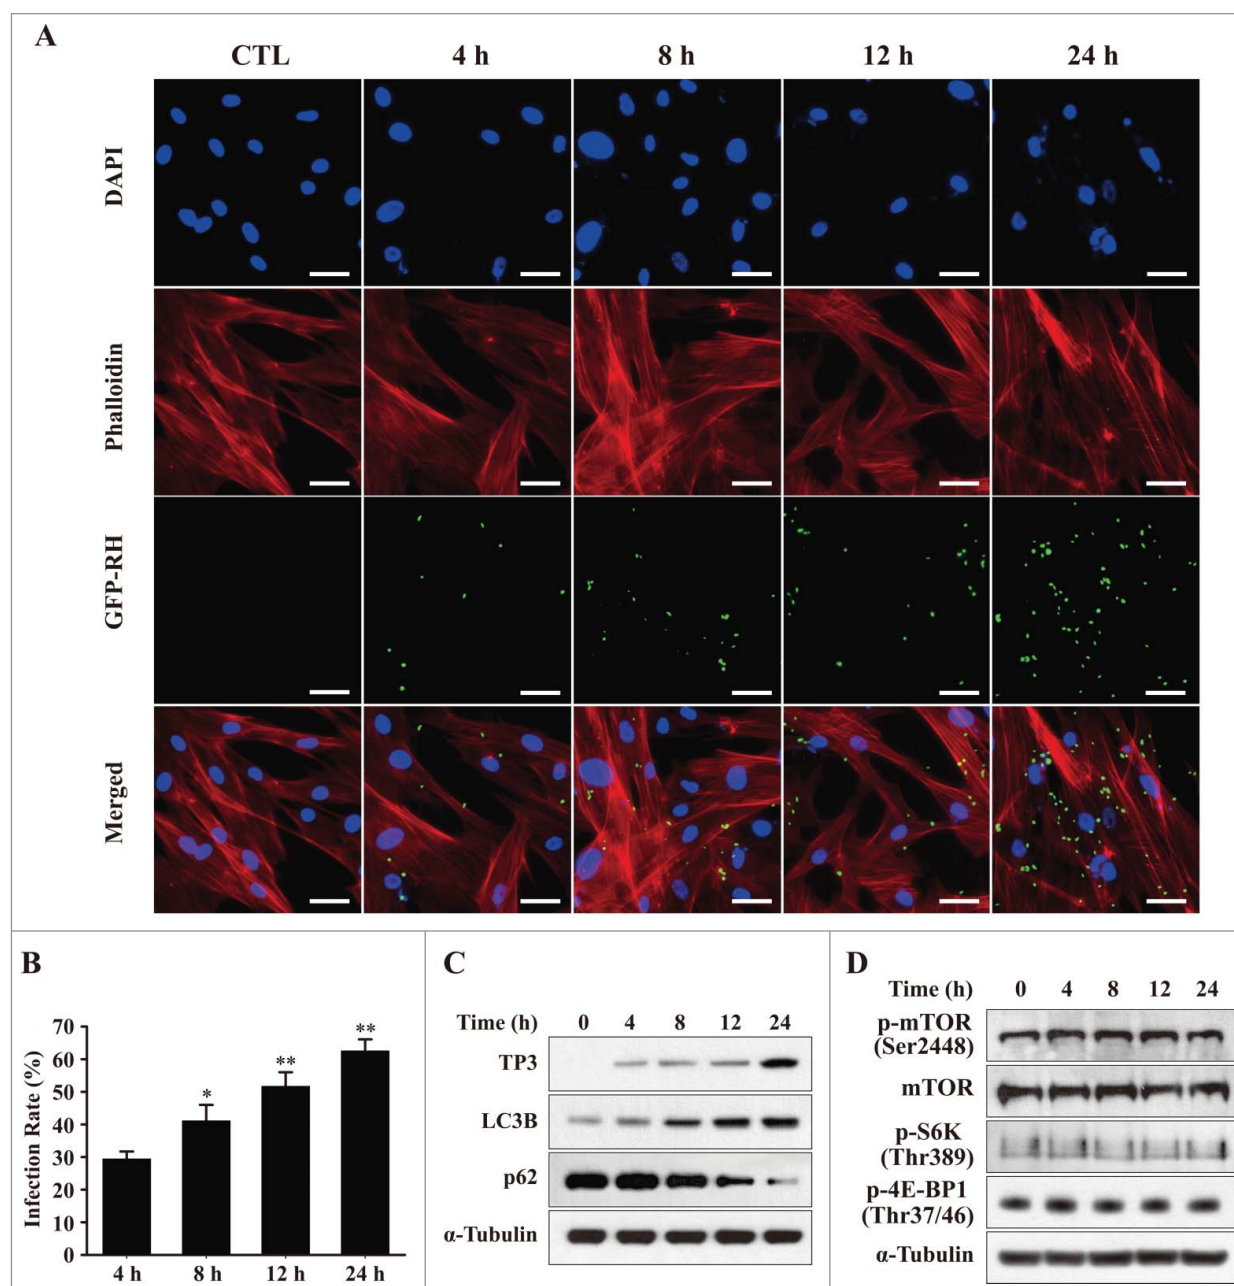 A
CTL 4 h 8 h 12 h 24 h
DAPI
Phalloidin
GFP-RH
Merged
B
Infection Rate (%)
70
60
50
40
30
20
10
0
* ** **
4 h 8 h 12 h 24 h
C
Time (h) 0 4 8 12 24
TP3
LC3B
p62
α-Tubulin
D
Time (h) 0 4 8 12 24
p-mTOR
(Ser2448)
mTOR
p-S6K
(Thr389)
p-4E-BP1
(Thr37/46)
α-Tubulin